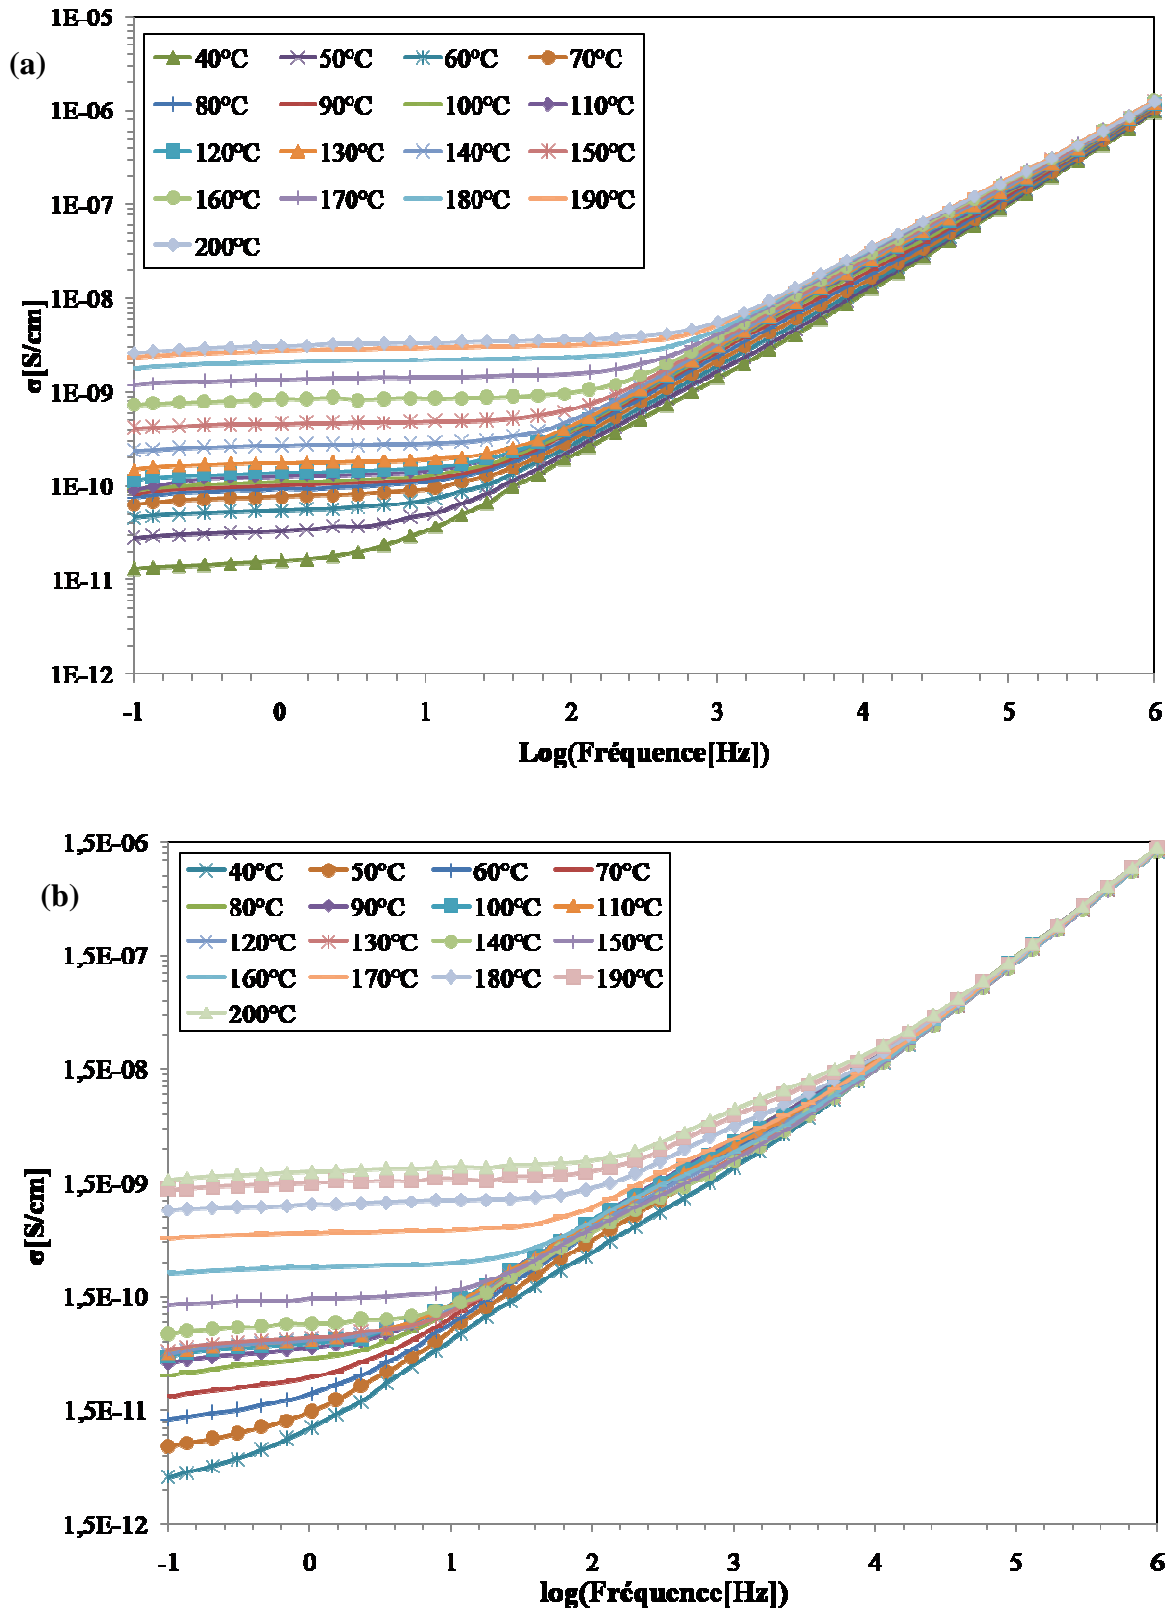 (a)
1E-05
1E-06
1E-07
1E-08
1E-09
1E-10
1E-11
1E-12
σ[S/cm]
40°C 50°C 60°C 70°C
80°C 90°C 100°C 110°C
120°C 130°C 140°C 150°C
160°C 170°C 180°C 190°C
200°C
-1 0 1 2 3 4 5 6
Log(Fréquence[Hz])
(b)
1,5E-06
1,5E-07
1,5E-08
1,5E-09
1,5E-10
1,5E-11
1,5E-12
σ[S/cm]
40°C 50°C 60°C 70°C
80°C 90°C 100°C 110°C
120°C 130°C 140°C 150°C
160°C 170°C 180°C 190°C
200°C
-1 0 1 2 3 4 5 6
log(Fréquence[Hz])